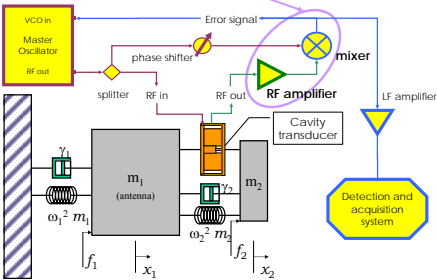 VCO in
Master
Oscillator
RF out
Error signal
phase shifter
mixer
splitter
RF in
RF out
RF amplifier
LF amplifier
Cavity
transducer
γ1
m1
(antenna)
γ2
m2
ω1² m1
ω2² m2
f1
x1
f2
x2
Detection and
acquisition
system